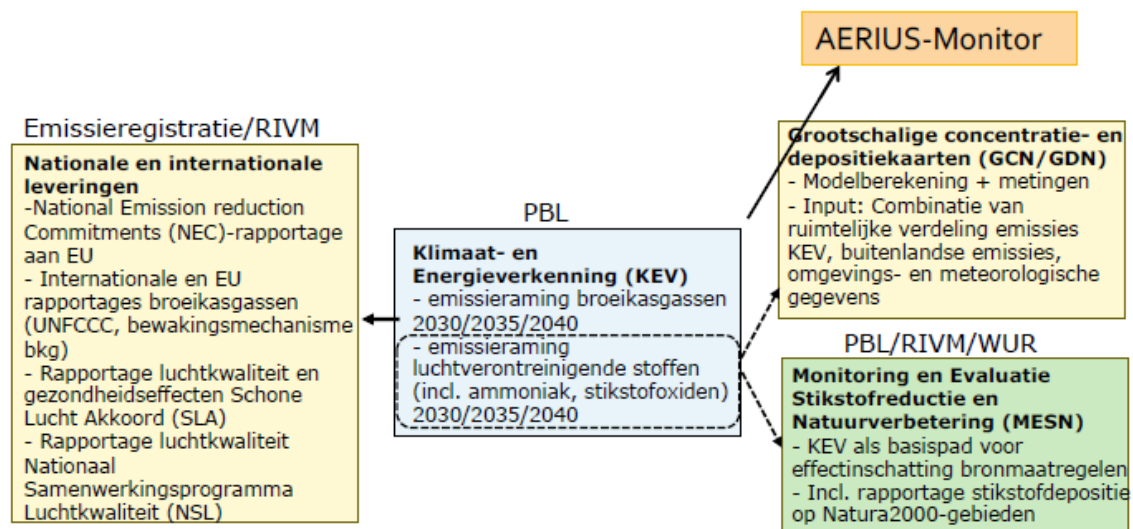 AERIUS-Monitor
Emissieregistratie/RIVM
Nationale en internationale
leveringen
-National Emission reduction
Commitments (NEC)-rapportage
aan EU
- Internationale en EU
rapportages broeikasgassen
(UNFCCC, bewakingsmechanisme
bkg)
- Rapportage luchtkwaliteit en
gezondheidseffecten Schone
Lucht Akkoord (SLA)
- Rapportage luchtkwaliteit
Nationaal
Samenwerkingsprogramma
Luchtkwaliteit (NSL)
PBL
Klimaat- en
Energieverkenning (KEV)
- emissieraming broeikasgassen
2030/2035/2040
- emissieraming
luchtverontreinigende stoffen
(incl. ammoniak, stikstofoxiden)
2030/2035/2040
Grootschalige concentratie- en
depositiekaarten (GCN/GDN)
- Modelberekening + metingen
- Input: Combinatie van
ruimtelijke verdeling emissies
KEV, buitenlandse emissies,
omgevings- en meteorologische
gegevens
PBL/RIVM/WUR
Monitoring en Evaluatie
Stikstofreductie en
Natuurverbetering (MESN)
- KEV als basispad voor
effectinschatting bronmaatregelen
- Incl. rapportage stikstofdepositie
op Natura2000-gebieden